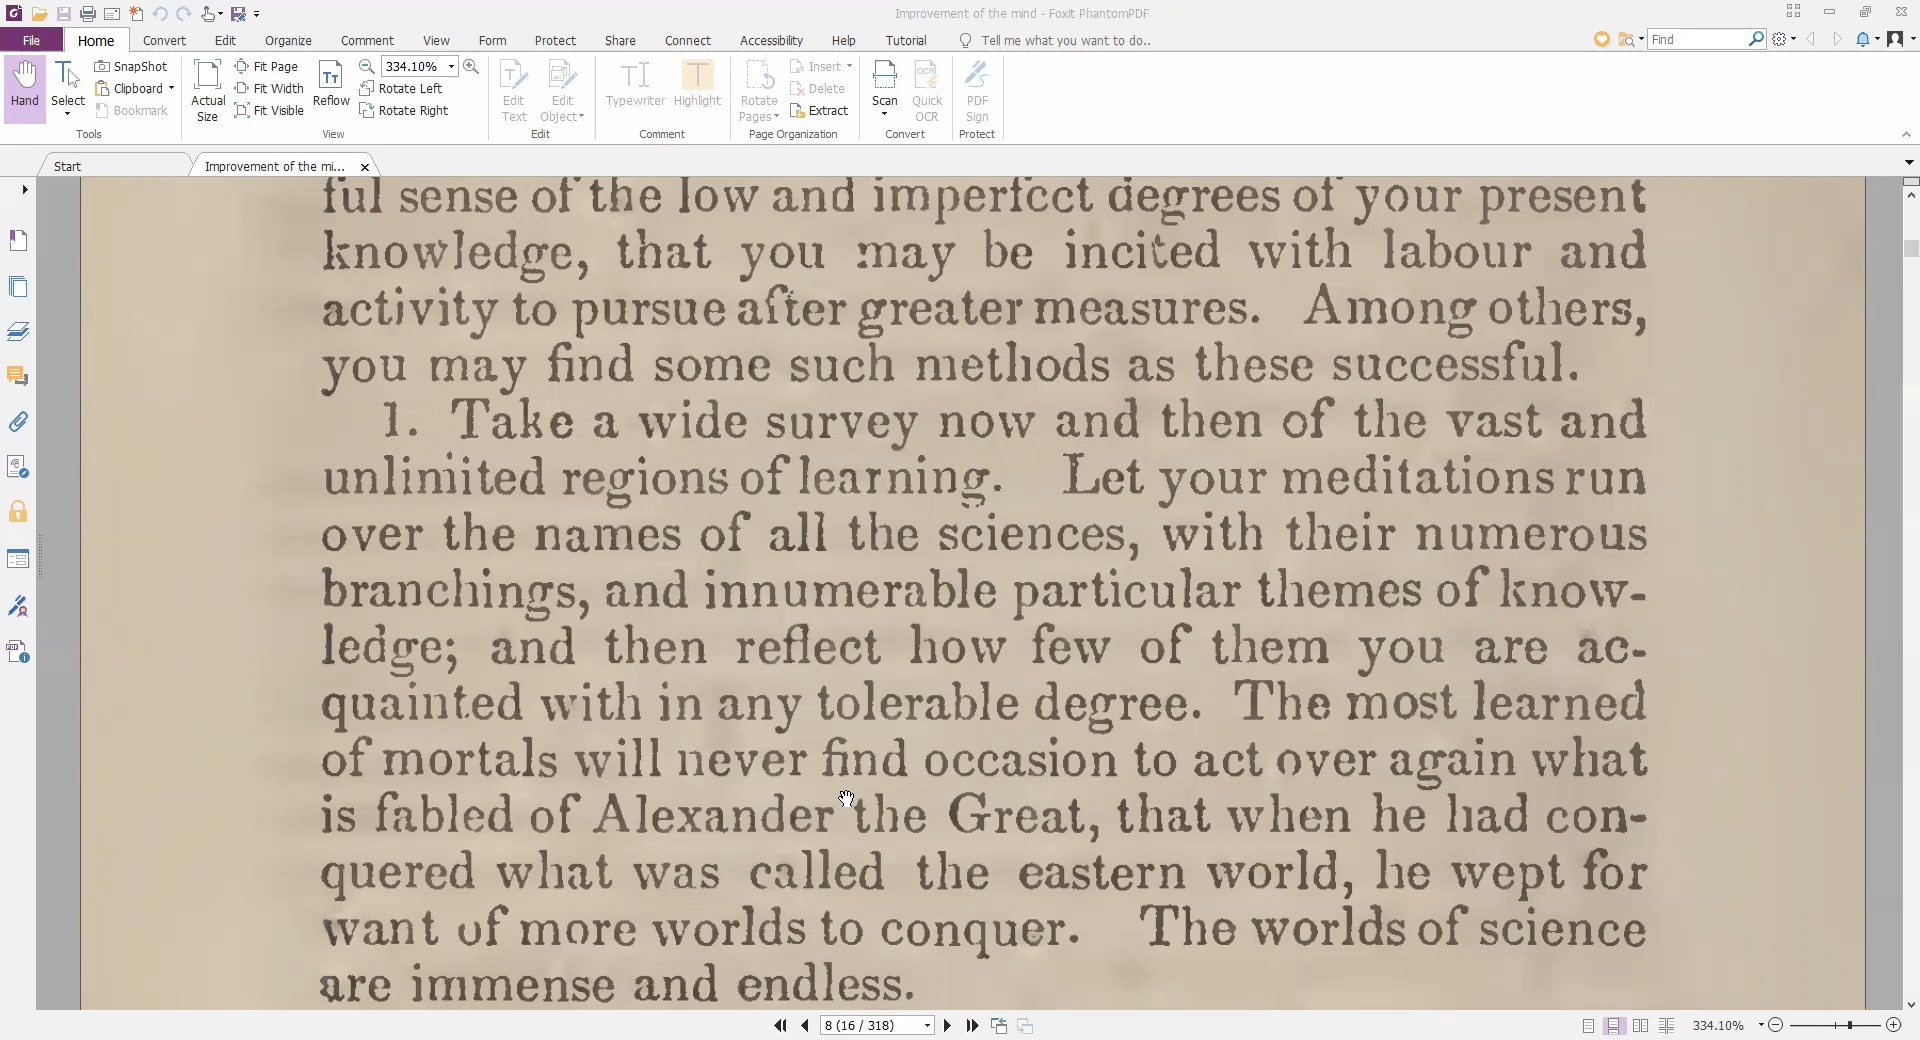 Improvement of the mind - Foxit PhantomPDF
File Home Convert Edit Organize Comment View Form Protect Share Connect Accessibility Help Tutorial Tell me what you want to do.. Find
Hand
Select
SnapShot
Clipboard
Bookmark
Tools
Actual Size
Fit Page
Fit Width
Fit Visible
Reflow
334.10%
Rotate Left
Rotate Right
View
Edit Text
Edit Object
Edit
Typewriter
Highlight
Comment
Rotate Pages
Insert
Delete
Extract
Page Organization
Scan
Quick OCR
Convert
PDF Sign
Protect
Start
Improvement of the mi...
ful sense of the low and imperfect degrees of your present
knowledge, that you may be incited with labour and
activity to pursue after greater measures. Among others,
you may find some such methods as these successful.
1. Take a wide survey now and then of the vast and
unlimited regions of learning. Let your meditations run
over the names of all the sciences, with their numerous
branchings, and innumerable particular themes of know-
ledge; and then reflect how few of them you are ac-
quainted with in any tolerable degree. The most learned
of mortals will never find occasion to act over again what
is fabled of Alexander the Great, that when he had con-
quered what was called the eastern world, he wept for
want of more worlds to conquer. The worlds of science
are immense and endless.
8 (16 / 318)
334.10%